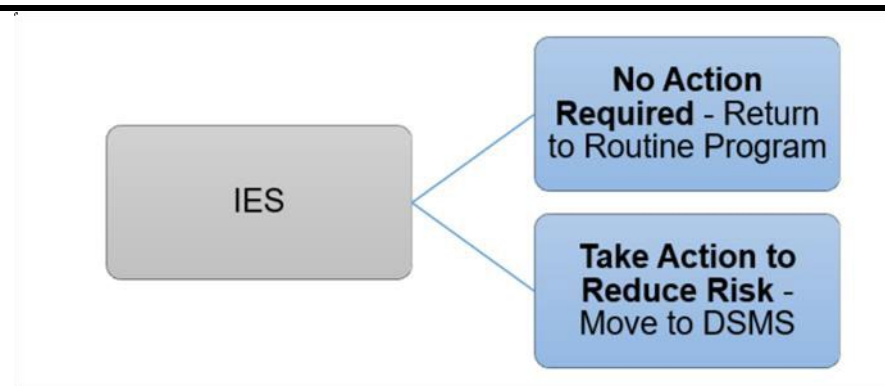 IES
No Action
Required - Return
to Routine Program
Take Action to
Reduce Risk -
Move to DSMS